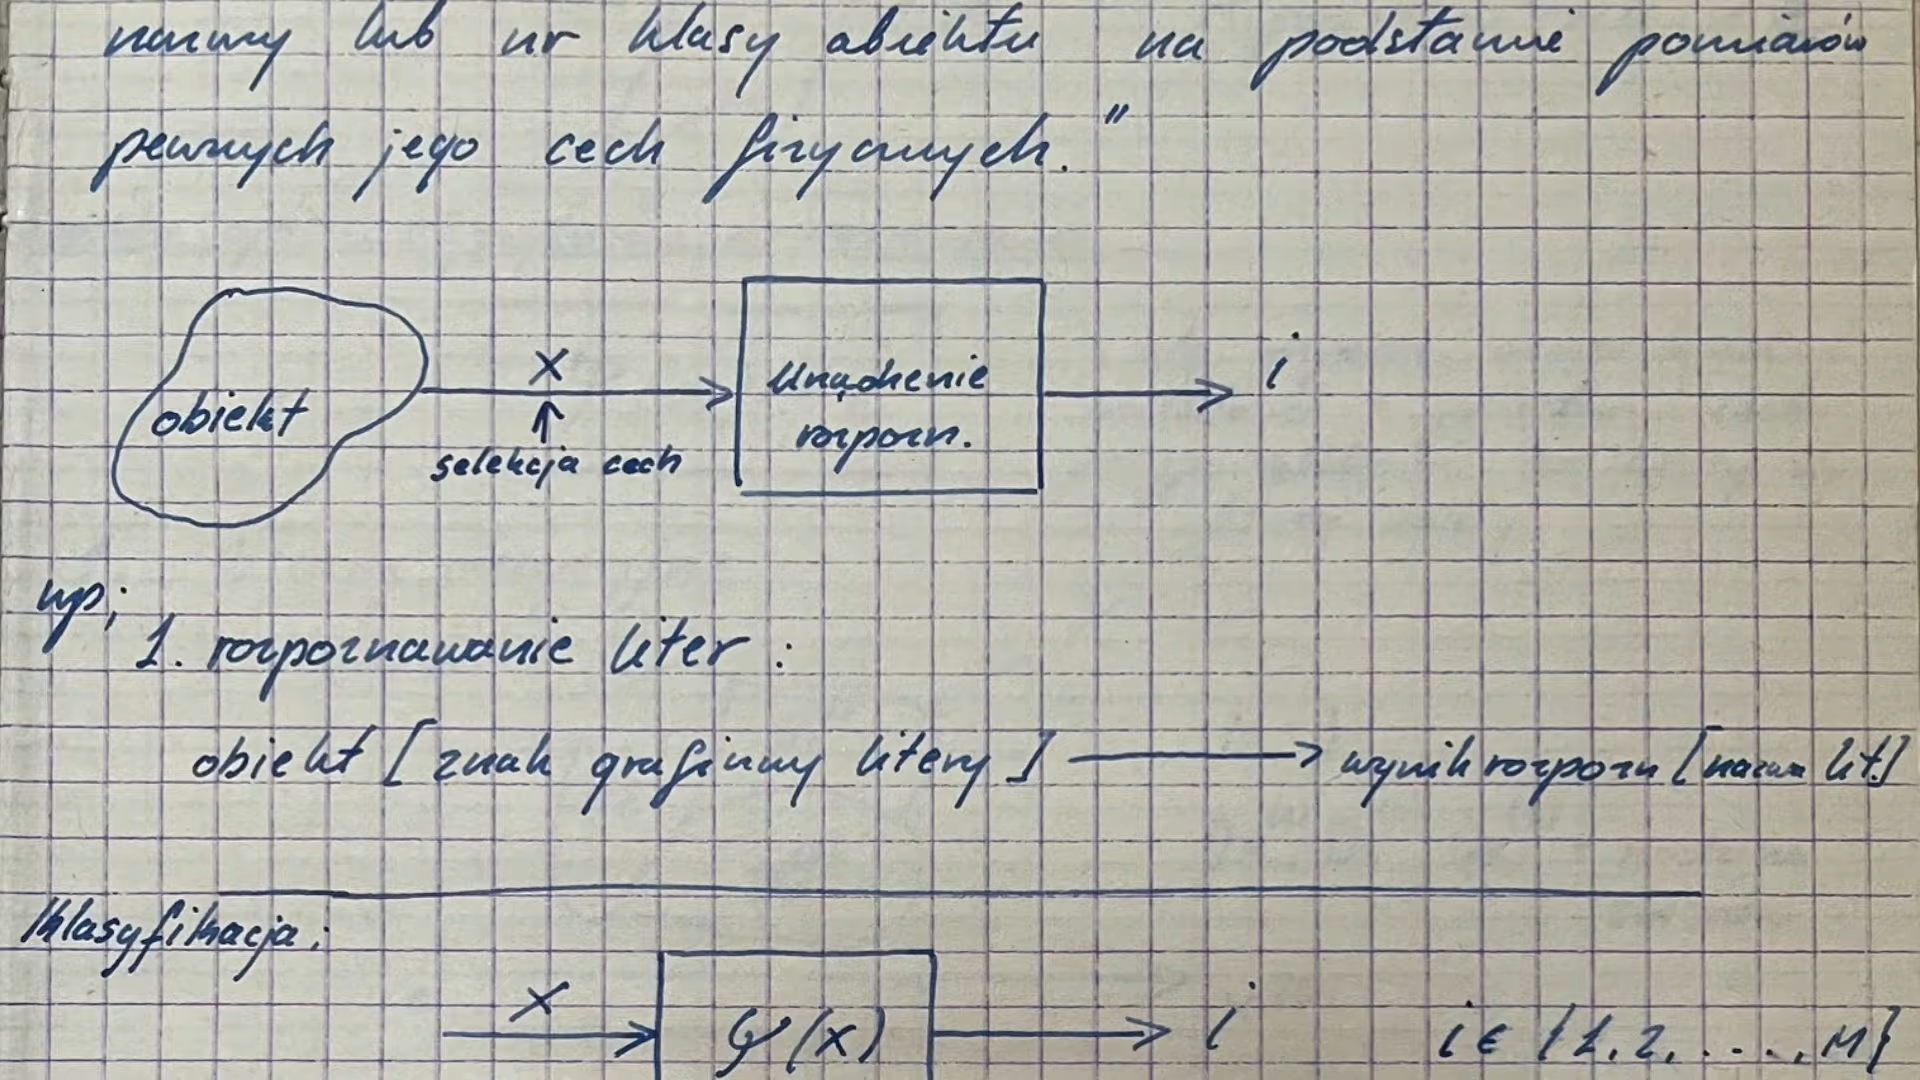 nazwy lub nr klasy obiektu na podstawie pomiarów
pewnych jego cech fizycznych."
obiekt
X
selekcja cech
Urządzenie
rozpozn.
i
np;
1. rozpoznawanie liter :
obiekt [ znak graficzny litery ] → wynik rozpozn [ nazwa lit.]
Klasyfikacja:
X
Ψ(x)
i
i ∈ {1, 2, ....., M}